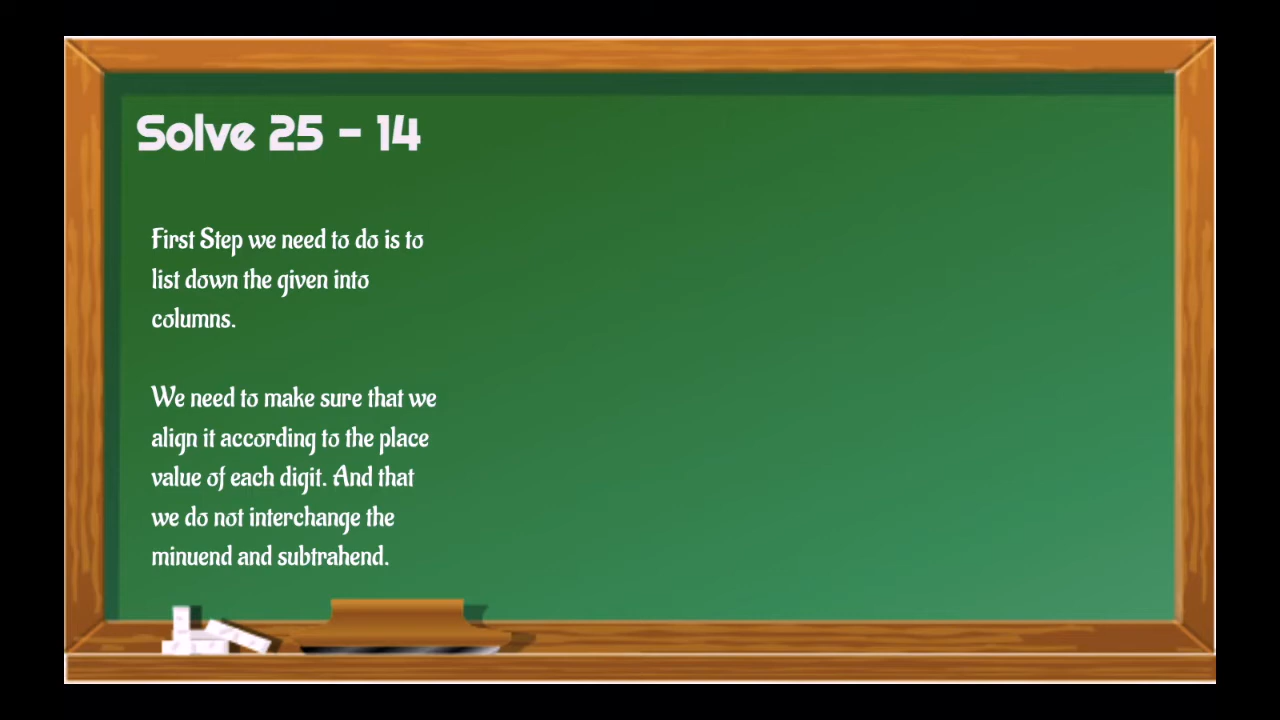 Solve 25 - 14
First Step we need to do is to
list down the given into
columns.
We need to make sure that we
align it according to the place
value of each digit. And that
we do not interchange the
minuend and subtrahend.